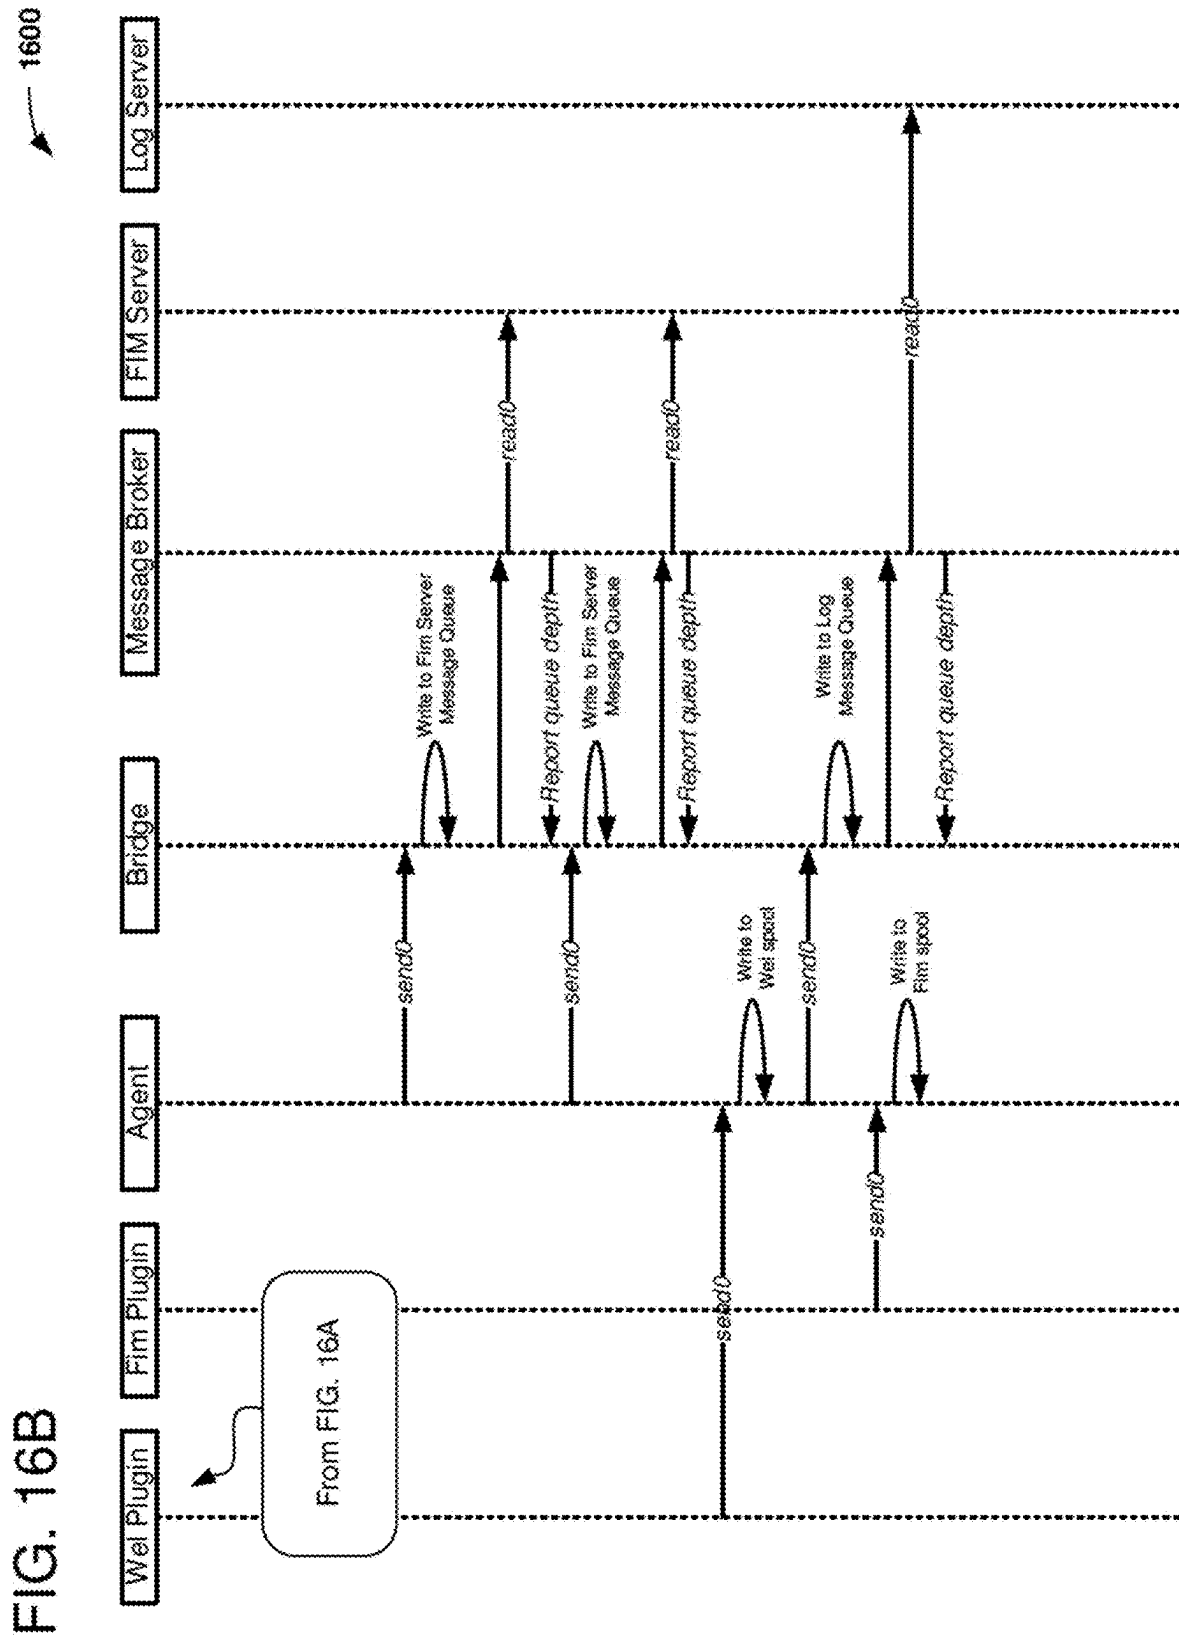 FIG. 16B
1600
Wel Plugin
Fim Plugin
Agent
Bridge
Message Broker
FIM Server
Log Server
From FIG. 16A
send()
Write to Fim Server
Message Queue
read()
Report queue depth
send()
Write to Fim Server
Message Queue
read()
Report queue depth
send()
Write to
Wel spool
send()
Write to Log
Message Queue
send()
Write to
Fim spool
read()
Report queue depth